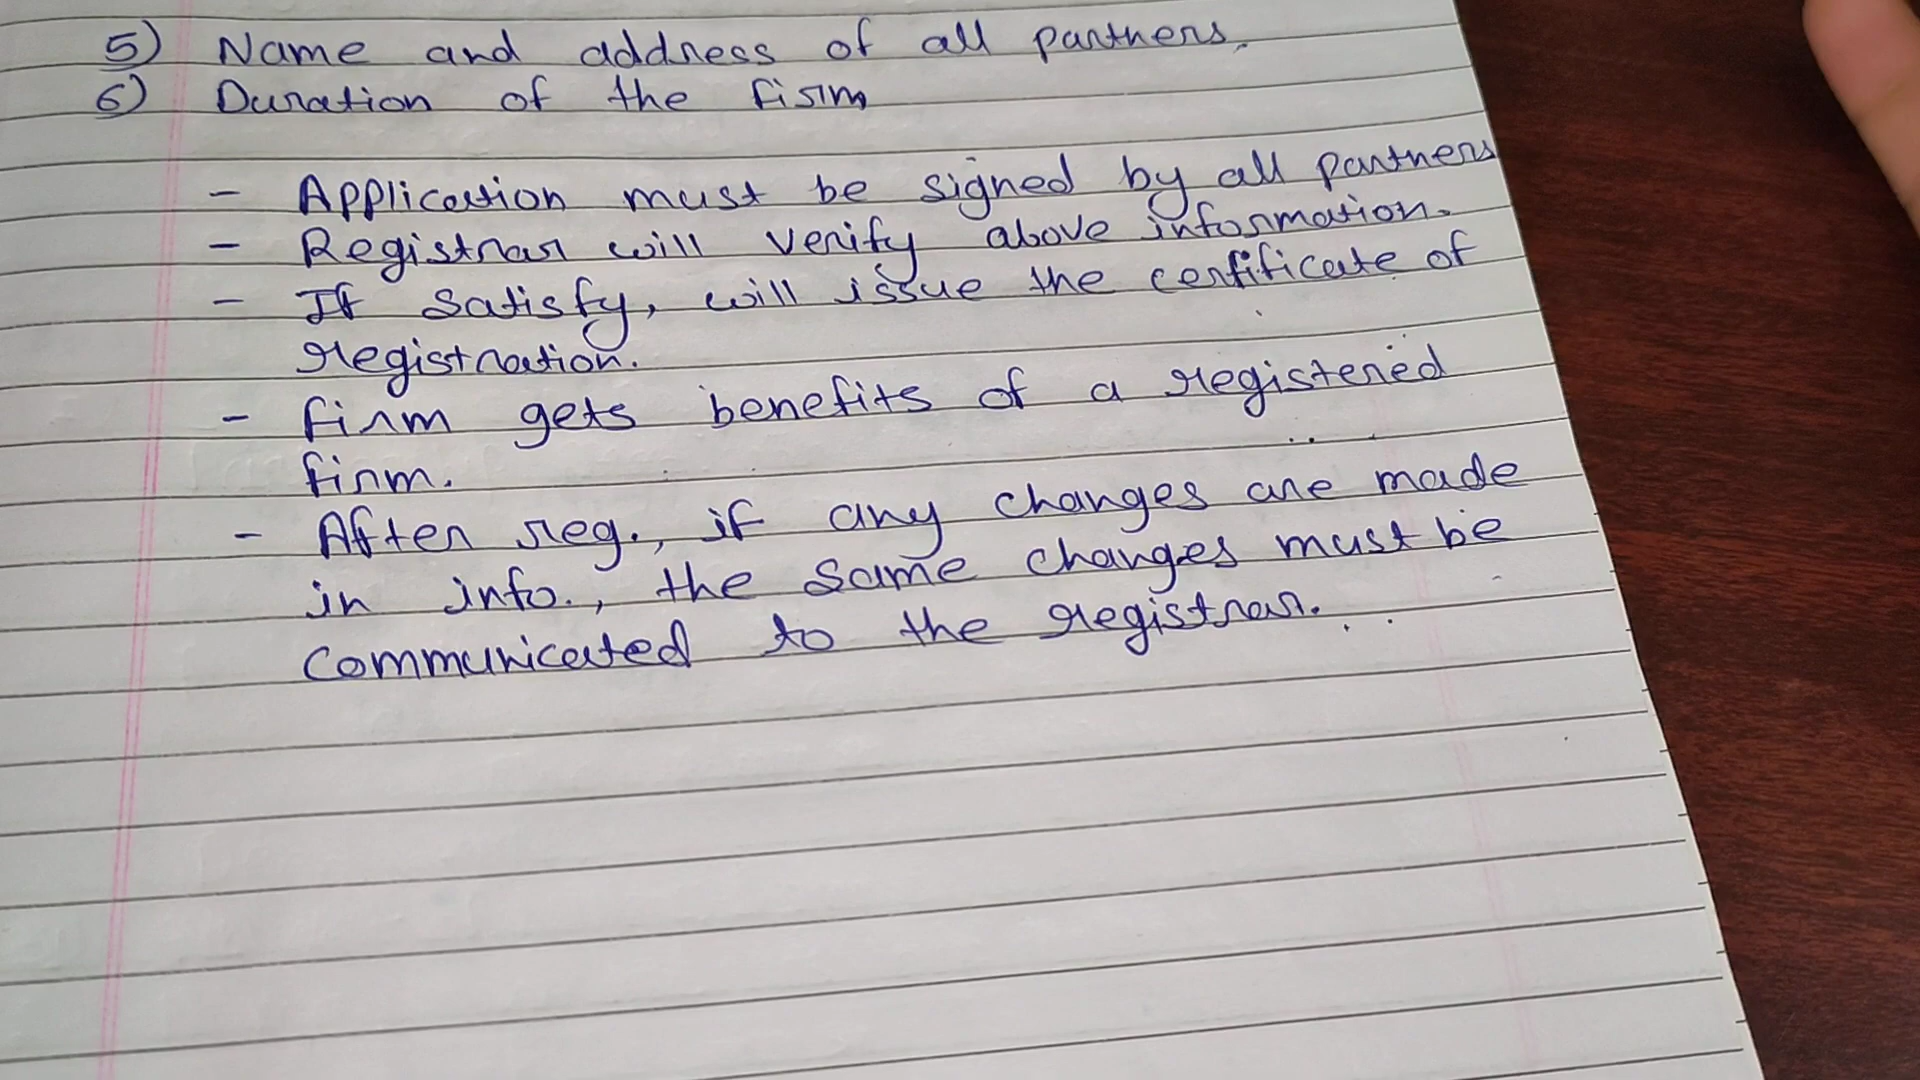 5) Name and address of all partners.
6) Duration of the firm
- Application must be signed by all partners
- Registrar will verify above information.
- If satisfy, will issue the certificate of
registration.
- firm gets benefits of a registered
firm.
- After reg., if any changes are made
in info., the same changes must be
communicated to the registrar.